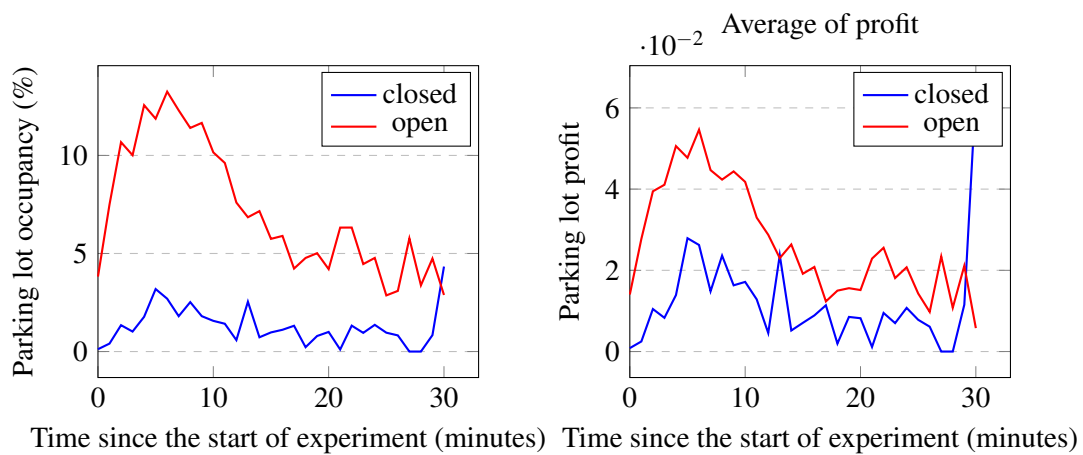 Parking lot occupancy (%)
10
5
0
0
10
20
30
Time since the start of experiment (minutes)
closed
open
Average of profit
·10⁻²
Parking lot profit
6
4
2
0
0
10
20
30
Time since the start of experiment (minutes)
closed
open